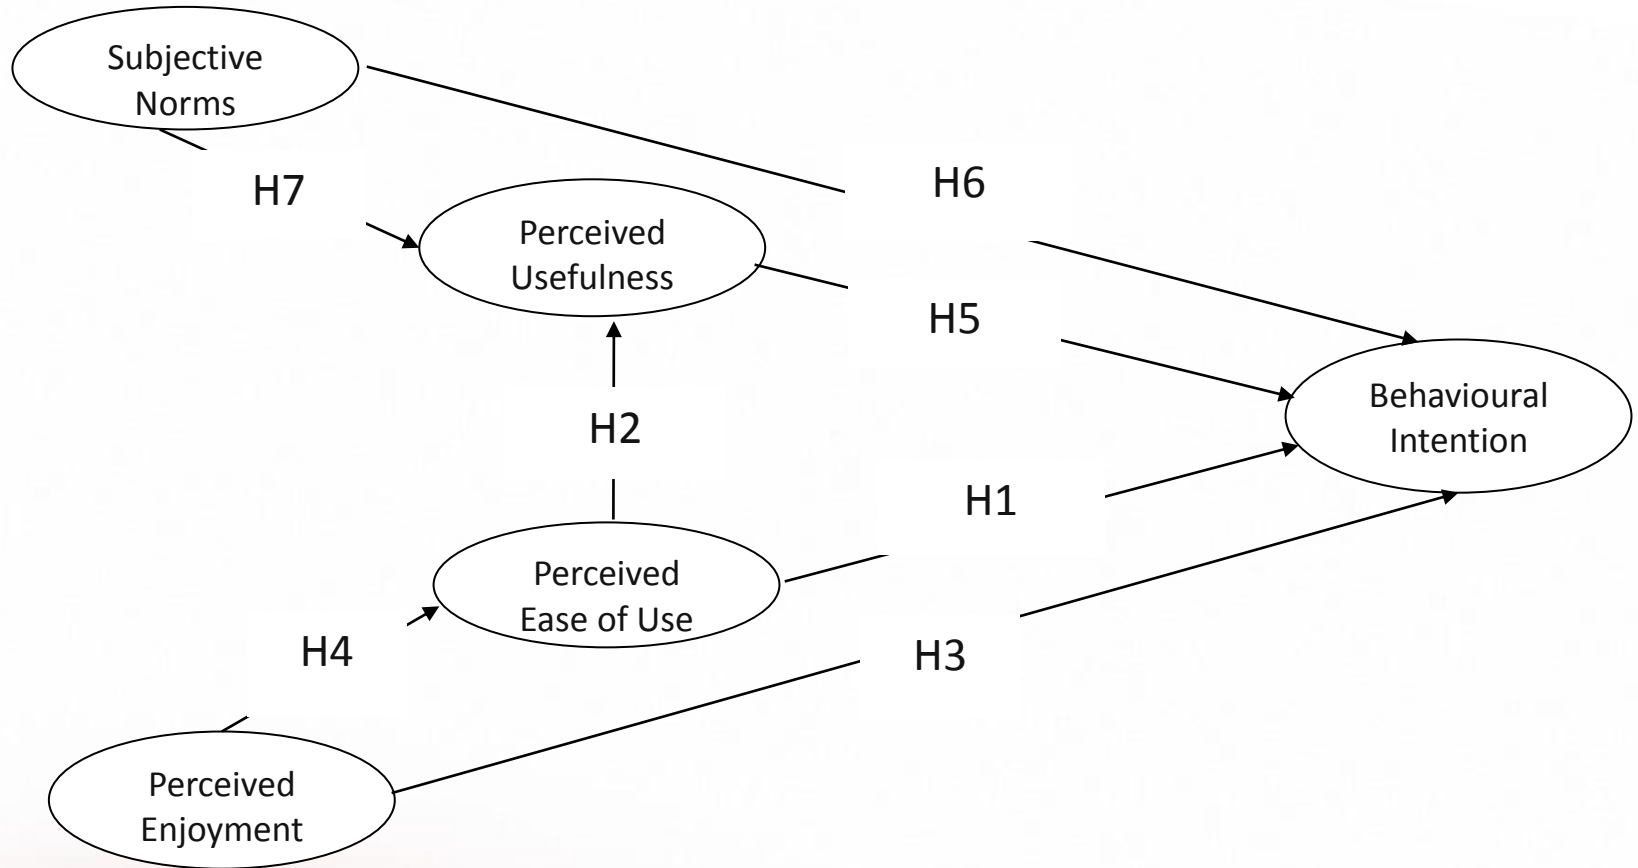 Subjective
Norms
H7
H6
Perceived
Usefulness
H5
Behavioural
Intention
H2
H1
Perceived
Ease of Use
H4
H3
Perceived
Enjoyment